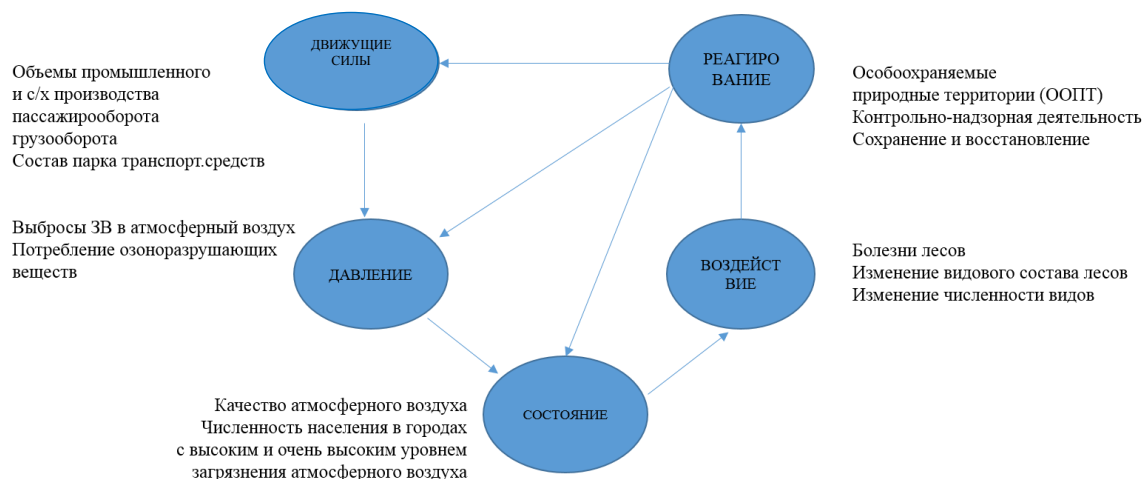 ДВИЖУЩИЕ
СИЛЫ
РЕАГИРО
ВАНИЕ
Объемы промышленного
и с/х производства
пассажирооборота
грузооборота
Состав парка транспорт.средств
Особоохраняемые
природные территории (ООПТ)
Контрольно-надзорная деятельность
Сохранение и восстановление
Выбросы ЗВ в атмосферный воздух
Потребление озоноразрушающих
веществ
ДАВЛЕНИЕ
ВОЗДЕЙСТ
ВИЕ
Болезни лесов
Изменение видового состава лесов
Изменение численности видов
Качество атмосферного воздуха
Численность населения в городах
с высоким и очень высоким уровнем
загрязнения атмосферного воздуха
СОСТОЯНИЕ